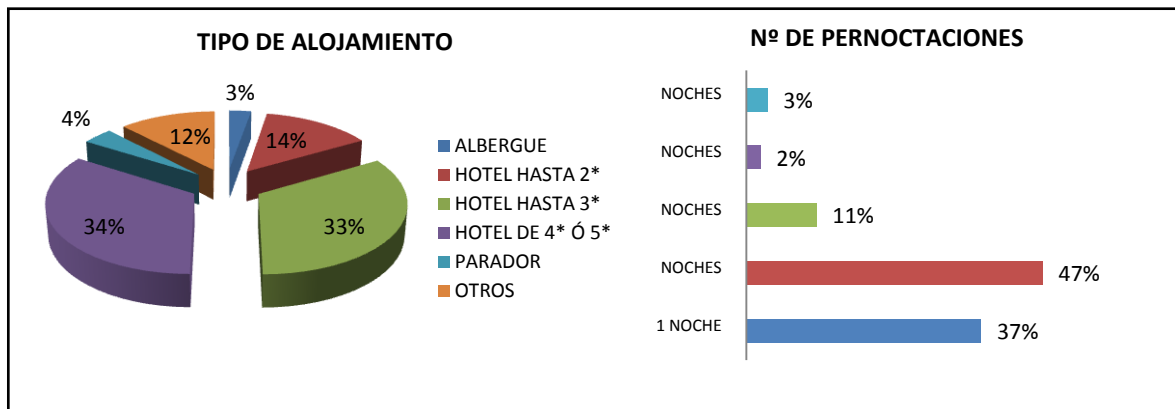 TIPO DE ALOJAMIENTO
3%
14%
33%
34%
4%
12%
ALBERGUE
HOTEL HASTA 2*
HOTEL HASTA 3*
HOTEL DE 4* Ó 5*
PARADOR
OTROS
Nº DE PERNOCTACIONES
NOCHES 3%
NOCHES 2%
NOCHES 11%
NOCHES 47%
1 NOCHE 37%